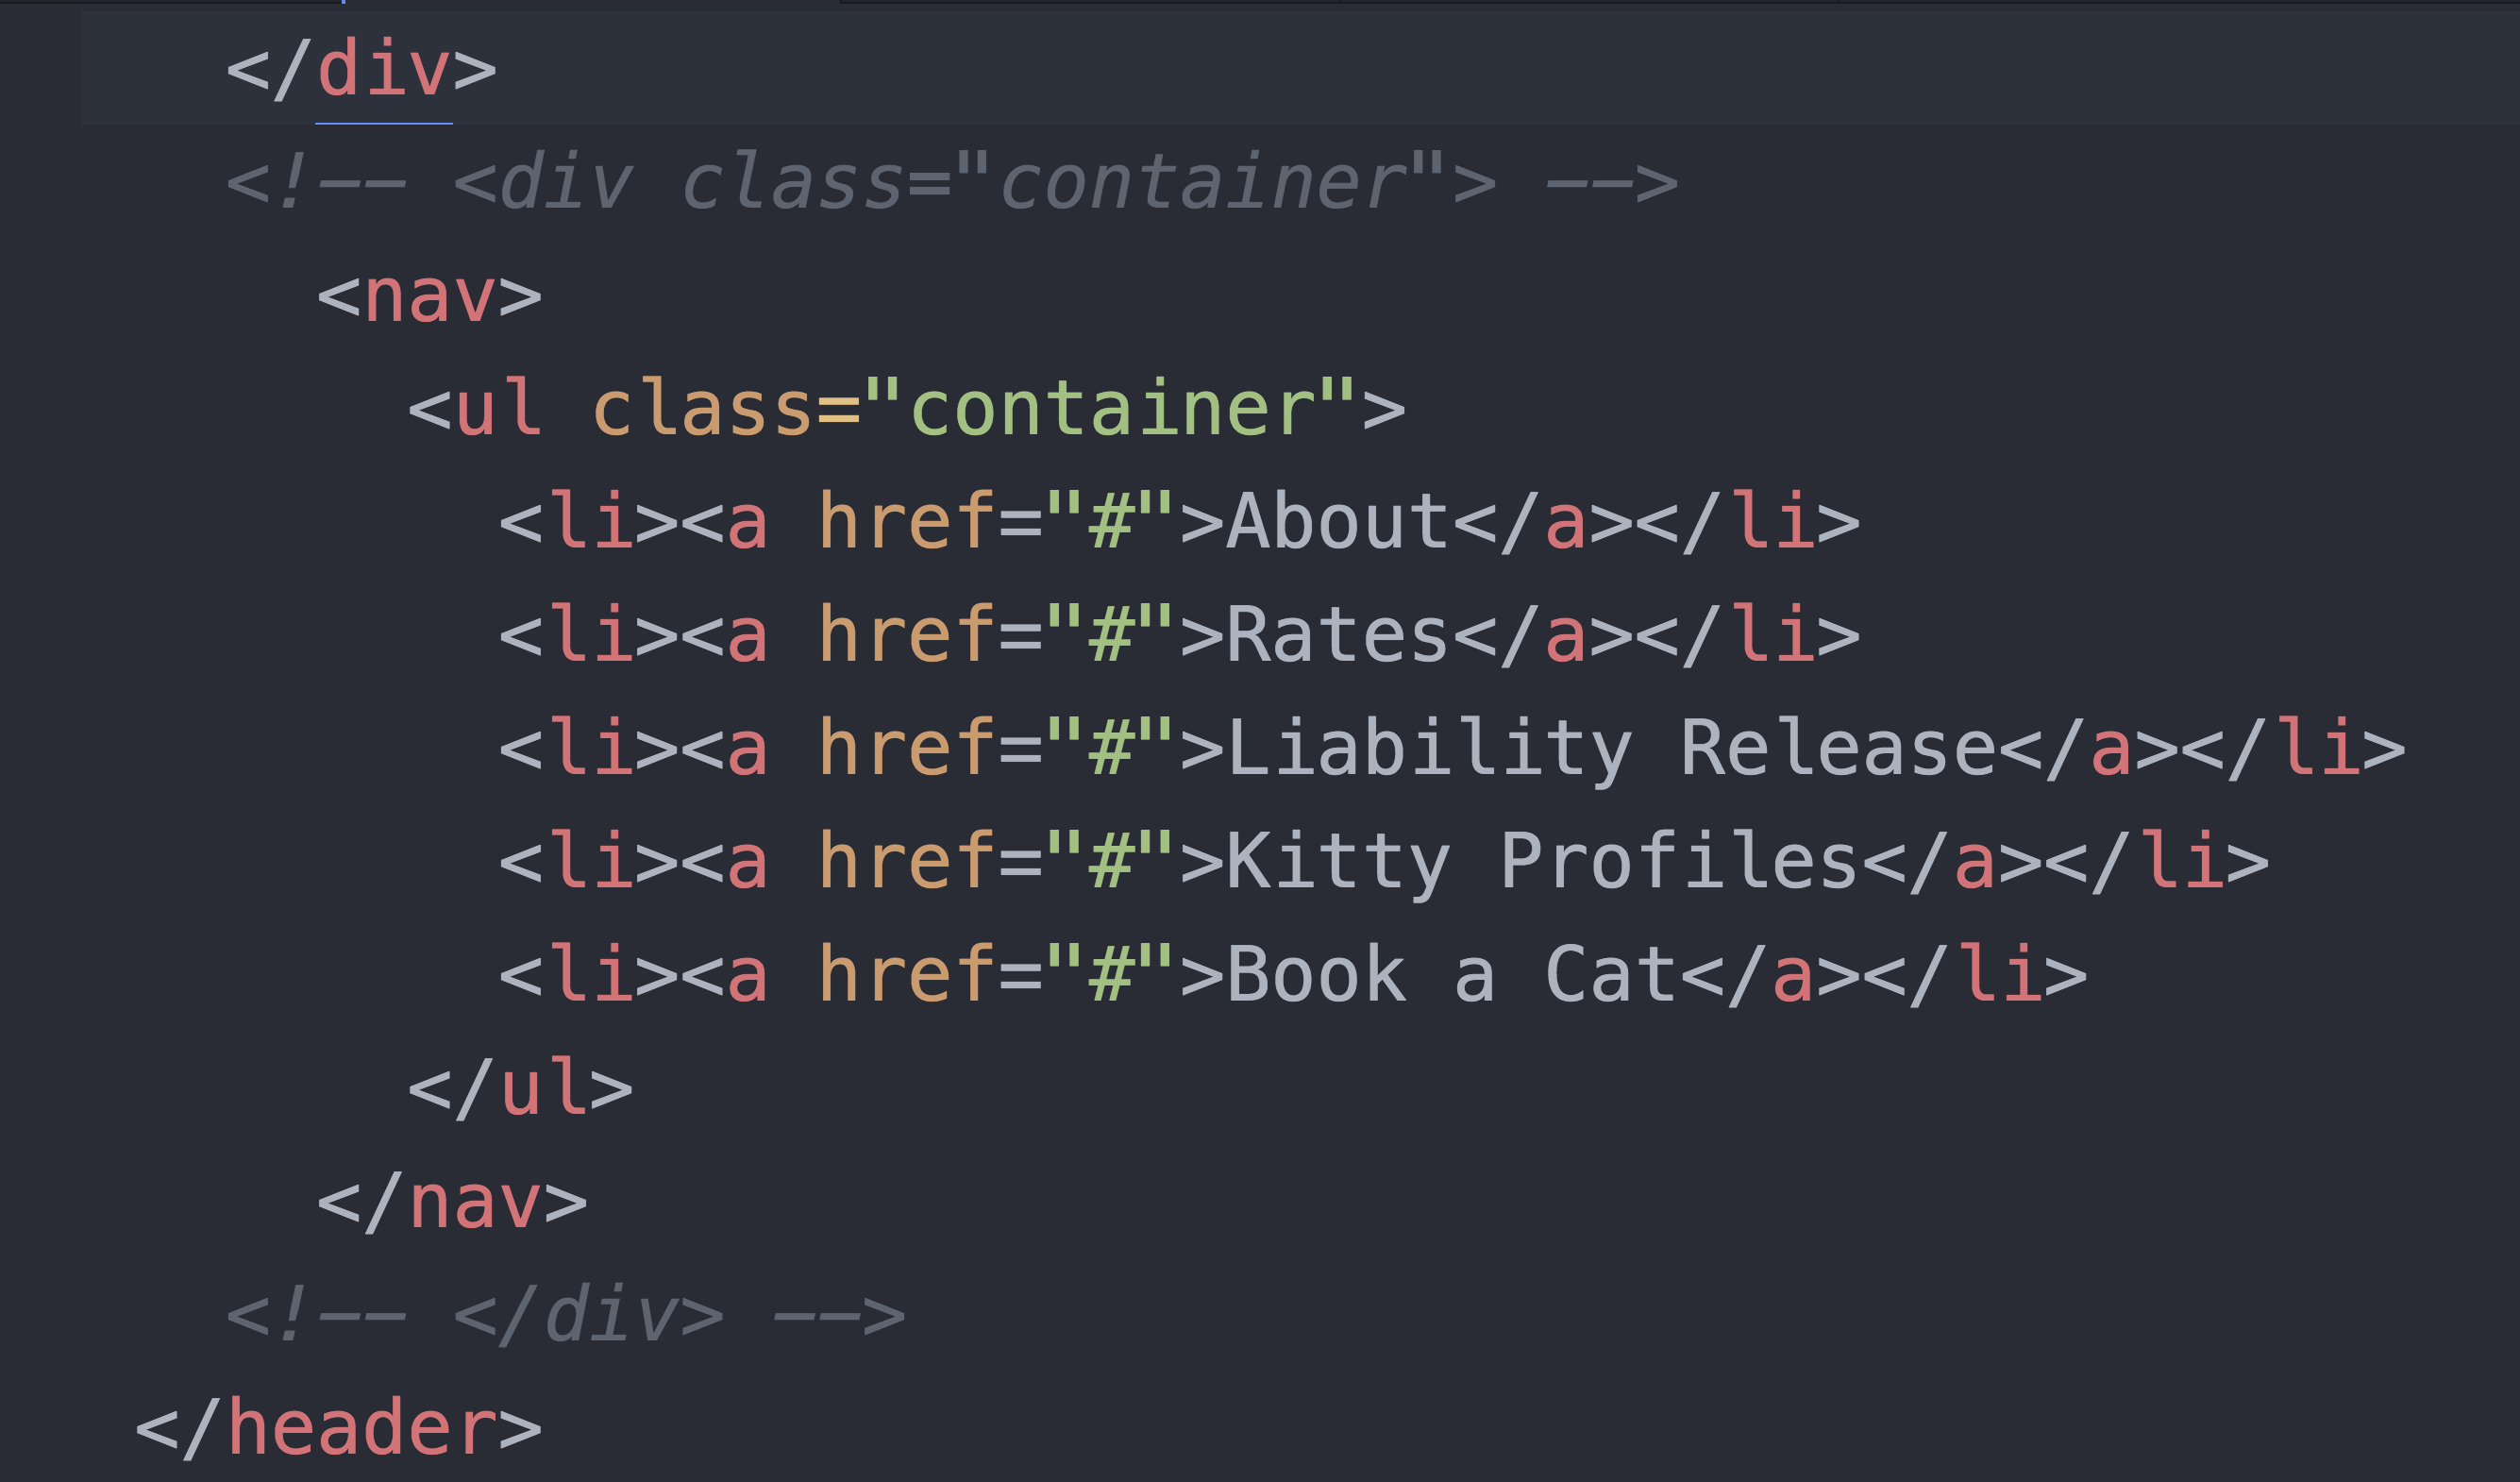 </div>
<!-- <div class="container"> -->
<nav>
<ul class="container">
<li><a href="#">About</a></li>
<li><a href="#">Rates</a></li>
<li><a href="#">Liability Release</a></li>
<li><a href="#">Kitty Profiles</a></li>
<li><a href="#">Book a Cat</a></li>
</ul>
</nav>
<!-- </div> -->
</header>